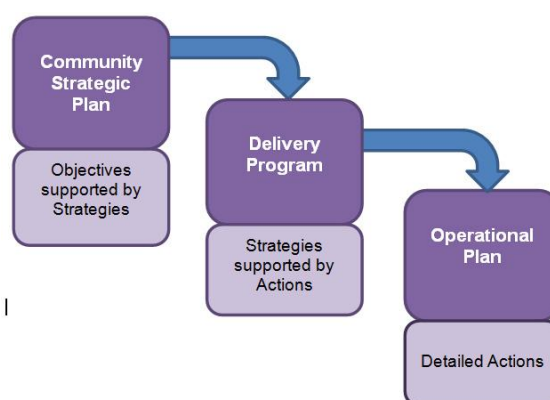 Community
Strategic
Plan
Objectives
supported by
Strategies
Delivery
Program
Strategies
supported by
Actions
Operational
Plan
Detailed Actions